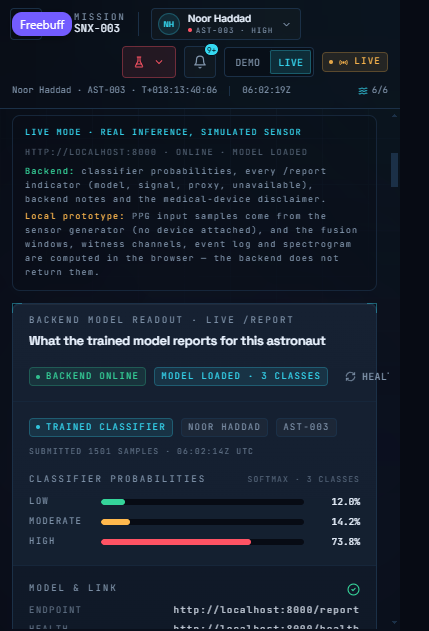 Freebuff
MISSION
SNX-003
NH
Noor Haddad
AST-003 · HIGH
9+
DEMO
LIVE
LIVE
Noor Haddad · AST-003 · T+018:13:40:06
06:02:19Z
6/6
LIVE MODE · REAL INFERENCE, SIMULATED SENSOR
HTTP://LOCALHOST:8000 · ONLINE · MODEL LOADED
Backend: classifier probabilities, every /report
indicator (model, signal, proxy, unavailable),
backend notes and the medical-device disclaimer.
Local prototype: PPG input samples come from the
sensor generator (no device attached), and the fusion
windows, witness channels, event log and spectrogram
are computed in the browser — the backend does not
return them.
BACKEND MODEL READOUT · LIVE /REPORT
What the trained model reports for this astronaut
BACKEND ONLINE
MODEL LOADED · 3 CLASSES
HEAL
TRAINED CLASSIFIER
NOOR HADDAD
AST-003
SUBMITTED 1501 SAMPLES · 06:02:14Z UTC
CLASSIFIER PROBABILITIES
SOFTMAX · 3 CLASSES
LOW
12.0%
MODERATE
14.2%
HIGH
73.8%
MODEL & LINK
ENDPOINT
http://localhost:8000/report
HEALTH
http://localhost:8000/health